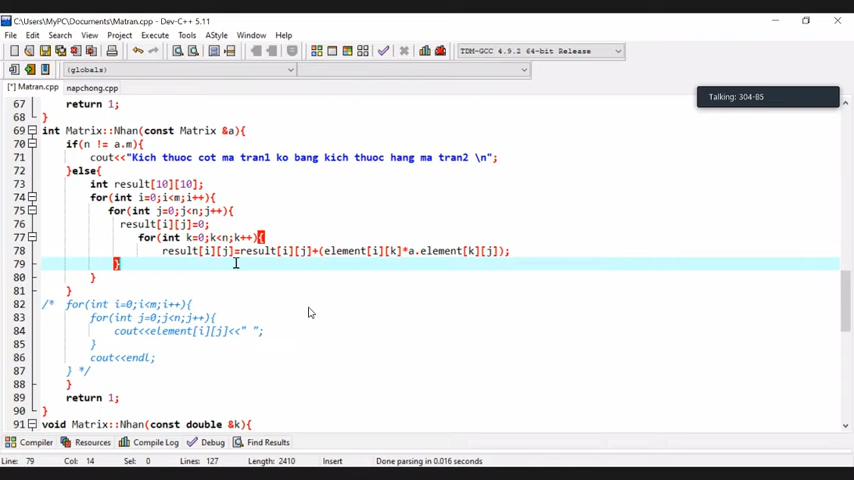 C:\Users\MyPC\Documents\Matran.cpp - Dev-C++ 5.11
File Edit Search View Project Execute Tools AStyle Window Help
TDM-GCC 4.9.2 64-bit Release
(globals)
[*] Matran.cpp napchong.cpp
Talking: 304-B5
67 return 1;
68 }
69 int Matrix::Nhan(const Matrix &a){
70 if(n != a.m){
71 cout<<"Kich thuoc cot ma tran1 ko bang kich thuoc hang ma tran2 \n";
72 }else{
73 int result[10][10];
74 for(int i=0;i<m;i++){
75 for(int j=0;j<n;j++){
76 result[i][j]=0;
77 for(int k=0;k<n;k++){
78 result[i][j]=result[i][j]+(element[i][k]*a.element[k][j]);
79 }
80 }
81 }
82 /* for(int i=0;i<m;i++){
83 for(int j=0;j<n;j++){
84 cout<<element[i][j]<<" ";
85 }
86 cout<<endl;
87 } */
88 }
89 return 1;
90 }
91 void Matrix::Nhan(const double &k){
Compiler Resources Compile Log Debug Find Results
Line: 79 Col: 14 Sel: 0 Lines: 127 Length: 2410 Insert Done parsing in 0.016 seconds